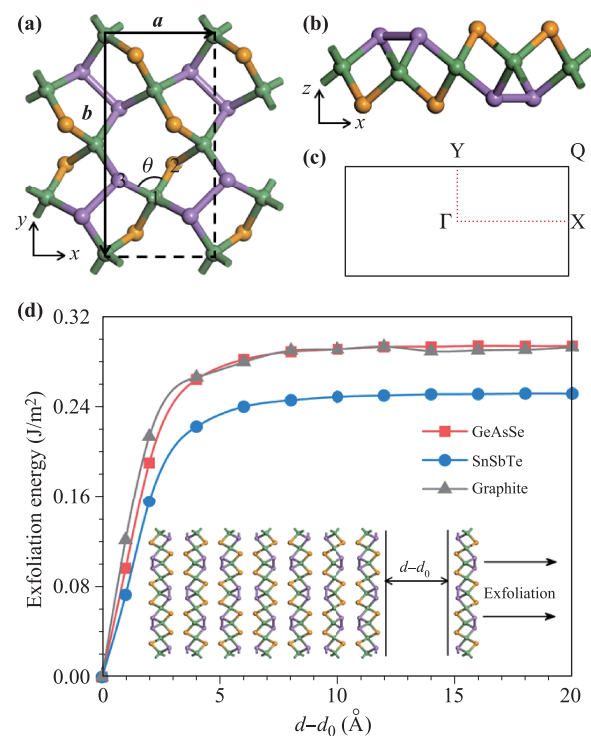 (a)
a
b
θ
2
3
1
y
x
(b)
z
x
(c)
Y
Q
Γ
X
(d)
0.32
0.24
0.16
0.08
0.00
Exfoliation energy (J/m²)
GeAsSe
SnSbTe
Graphite
d–d₀
Exfoliation
0
5
10
15
20
d–d₀ (Å)